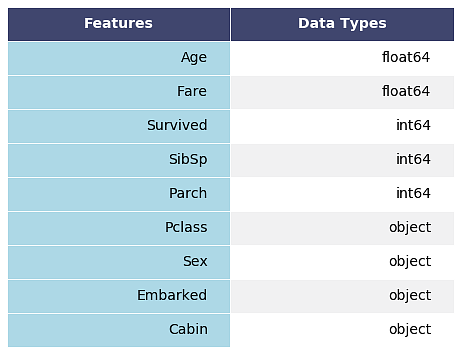 Features Data Types
Age float64
Fare float64
Survived int64
SibSp int64
Parch int64
Pclass object
Sex object
Embarked object
Cabin object